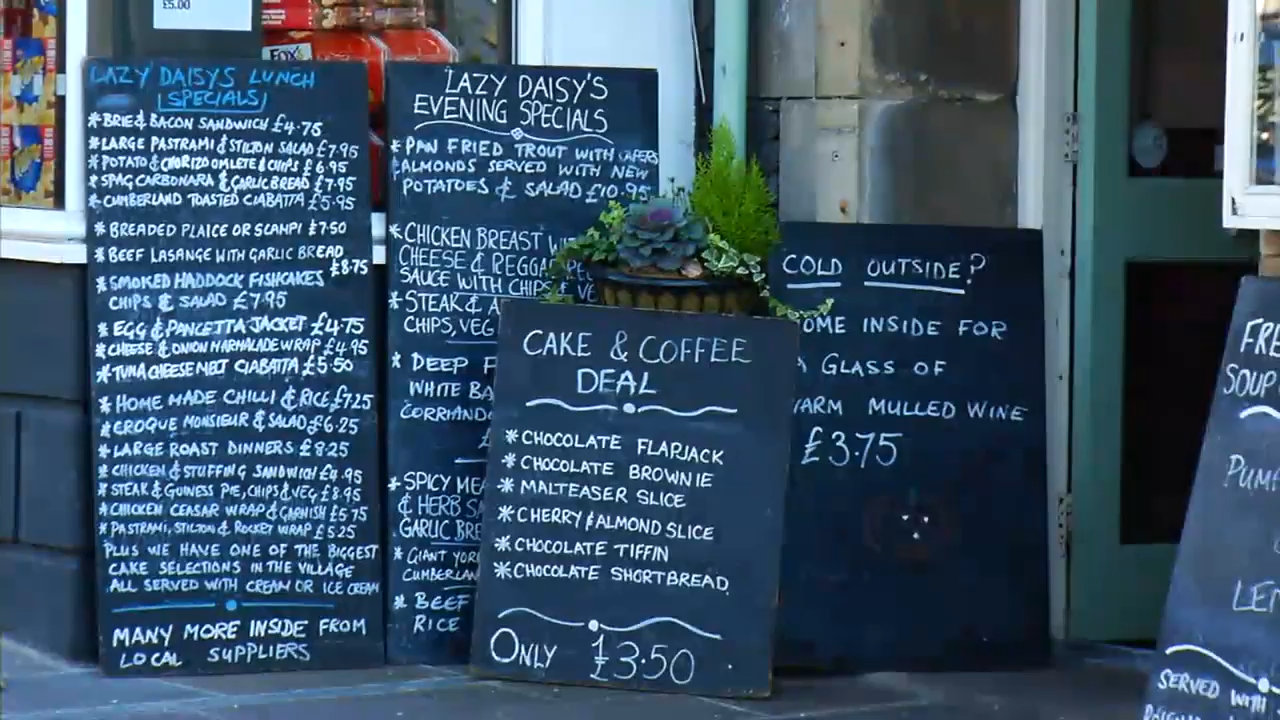 £5.00
FOX'S
LAZY DAISY'S LUNCH
SPECIALS
* BRIE & BACON SANDWICH £4.75
* LARGE PASTRAMI & STILTON SALAD £7.95
* POTATO & CHORIZO OMLETE & CHIPS £6.95
* SPAG CARBONARA & GARLIC BREAD £7.95
* CUMBERLAND TOASTED CIABATTA £5.95
* BREADED PLAICE OR SCANPI £7.50
* BEEF LASANGE WITH GARLIC BREAD
£8.75
* SMOKED HADDOCK FISHCAKES
CHIPS & SALAD £7.95
* EGG & PANCETTA JACKET £4.75
* CHEESE & ONION MARMALADE WRAP £4.95
* TUNA CHEESE MELT CIABATTA £5.50
* HOME MADE CHILLI & RICE £7.25
* CROQUE MONSIEUR & SALAD £6.25
* LARGE ROAST DINNERS £8.25
* CHICKEN & STUFFING SANDWICH £4.95
* STEAK & GUINESS PIE, CHIPS & VEG £8.95
* CHICKEN CEASAR WRAP & GARNISH £5.75
* PASTRAMI, STILTON & ROCKET WRAP £5.25
PLUS WE HAVE ONE OF THE BIGGEST
CAKE SELECTIONS IN THE VILLAGE
ALL SERVED WITH CREAM OR ICE CREAM
MANY MORE INSIDE FROM
LOCAL SUPPLIERS
LAZY DAISY'S
EVENING SPECIALS
* PAN FRIED TROUT WITH CAPERS
& ALMONDS SERVED WITH NEW
POTATOES & SALAD £10.95
* CHICKEN BREAST
CHEESE &
SAUCE WITH CHIPS &
* STEAK &
CHIPS, VEG
* DEEP
WHITE
* SPICY
& HERB
GARLIC
* GIANT
* BEEF
RICE
CAKE & COFFEE
DEAL
* CHOCOLATE FLAPJACK
* CHOCOLATE BROWNIE
* MALTEASER SLICE
* CHERRY & ALMOND SLICE
* CHOCOLATE TIFFIN
* CHOCOLATE SHORTBREAD
ONLY £3.50
COLD OUTSIDE?
OME INSIDE FOR
A GLASS OF
ARM MULLED WINE
£3.75
FRE
SOUP
PUM
LE
SERVED WITH